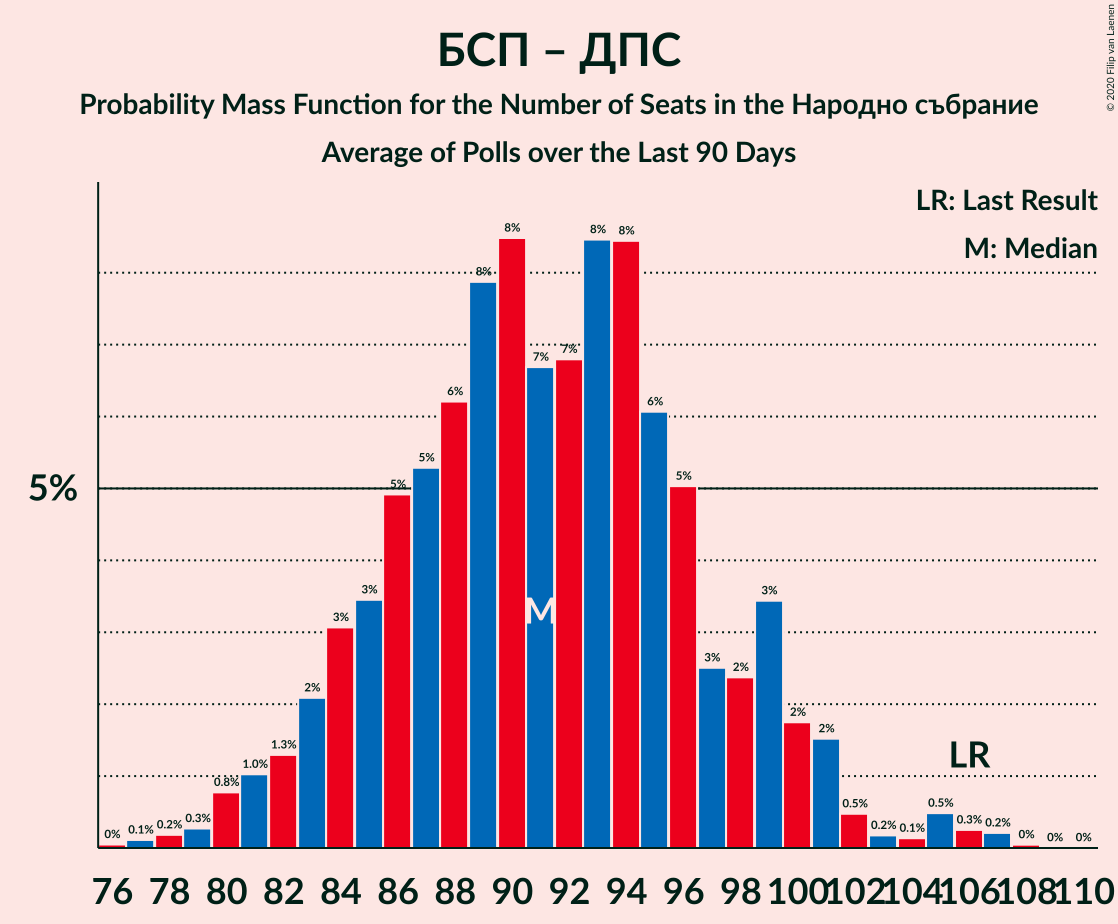 БСП – ДПС
Probability Mass Function for the Number of Seats in the Народно събрание
Average of Polls over the Last 90 Days
© 2020 Filip van Laenen
LR: Last Result
M: Median
5%
0% 0.1% 0.2% 0.3% 0.8% 1.0% 1.3% 2% 3% 3% 5% 5% 6% 8% 8% 7% 7% 8% 8% 6% 5% 3% 2% 3% 2% 2% 0.5% 0.2% 0.1% 0.5% 0.3% 0.2% 0% 0% 0%
M
LR
76 78 80 82 84 86 88 90 92 94 96 98 100 102 104 106 108 110